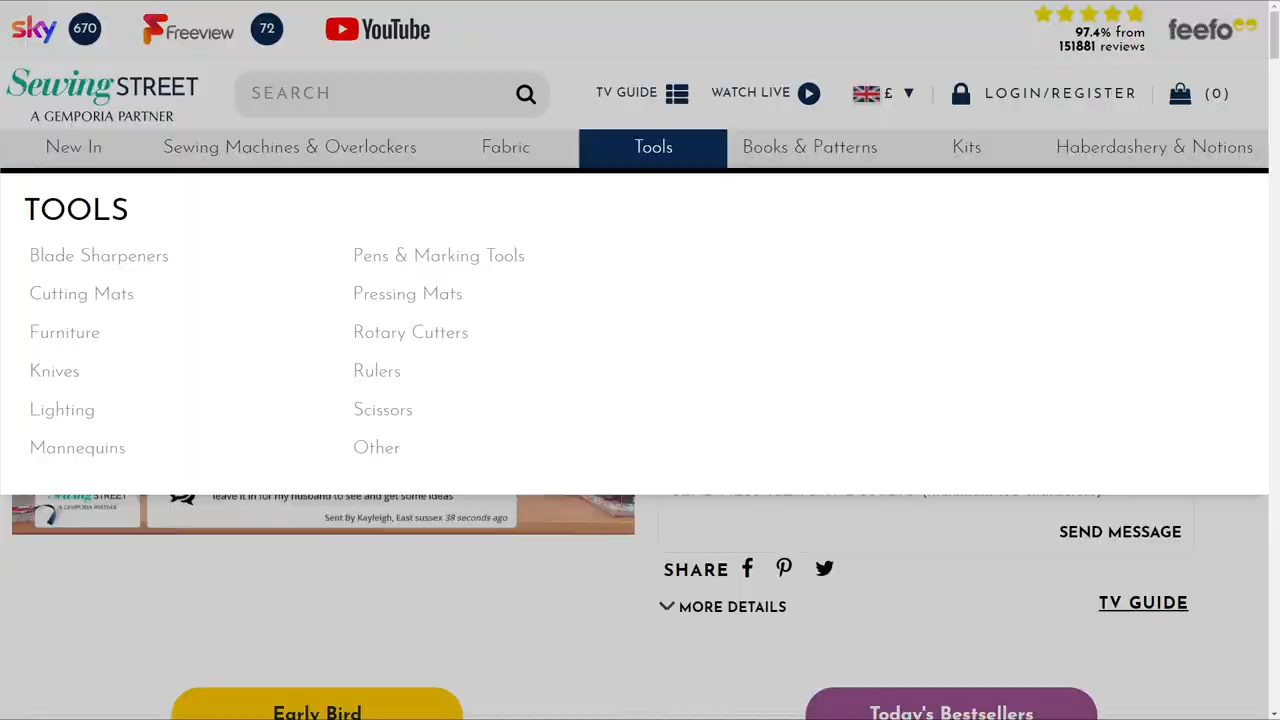 sky 670 Freeview 72 YouTube
97.4% from
151881 reviews
feefo
Sewing STREET
A GEMPORIA PARTNER
SEARCH
TV GUIDE WATCH LIVE £ ▼ LOGIN/REGISTER (0)
New In Sewing Machines & Overlockers Fabric Tools Books & Patterns Kits Haberdashery & Notions
TOOLS
Blade Sharpeners Pens & Marking Tools
Cutting Mats Pressing Mats
Furniture Rotary Cutters
Knives Rulers
Lighting Scissors
Mannequins Other
STREET
A GEMPORIA PARTNER
leave it in for my husband to see and get some ideas
Sent By Kayleigh, East sussex 38 seconds ago
SEND MESSAGE
SHARE
MORE DETAILS
TV GUIDE
Early Bird
Today's Bestsellers